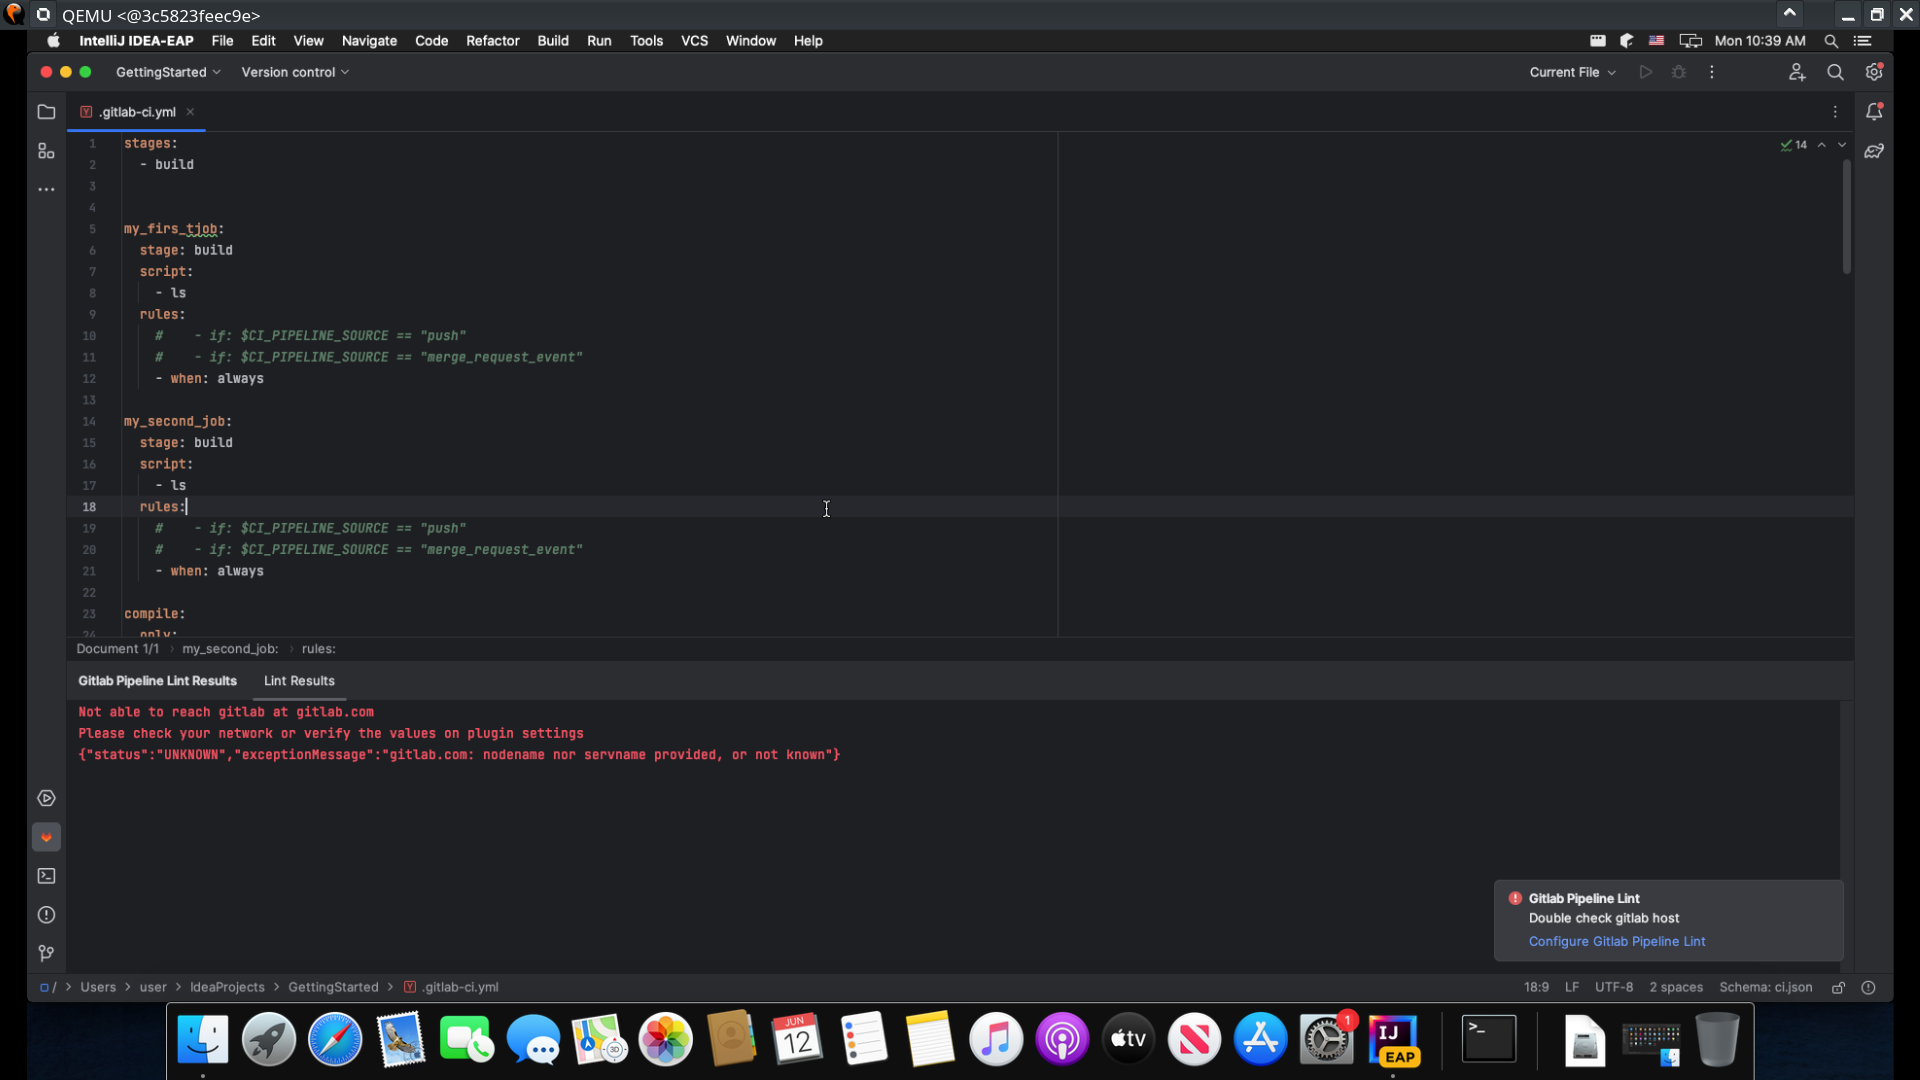 QEMU <@3c5823feec9e>
IntelliJ IDEA-EAP File Edit View Navigate Code Refactor Build Run Tools VCS Window Help
Mon 10:39 AM
GettingStarted Version control
Current File
.gitlab-ci.yml
14
1 stages:
2 - build
3
4
5 my_firs_tjob:
6 stage: build
7 script:
8 - ls
9 rules:
10 # - if: $CI_PIPELINE_SOURCE == "push"
11 # - if: $CI_PIPELINE_SOURCE == "merge_request_event"
12 - when: always
13
14 my_second_job:
15 stage: build
16 script:
17 - ls
18 rules:
19 # - if: $CI_PIPELINE_SOURCE == "push"
20 # - if: $CI_PIPELINE_SOURCE == "merge_request_event"
21 - when: always
22
23 compile:
24 only:
Document 1/1 › my_second_job: › rules:
Gitlab Pipeline Lint Results Lint Results
Not able to reach gitlab at gitlab.com
Please check your network or verify the values on plugin settings
{"status":"UNKNOWN","exceptionMessage":"gitlab.com: nodename nor servname provided, or not known"}
Gitlab Pipeline Lint
Double check gitlab host
Configure Gitlab Pipeline Lint
/ › Users › user › IdeaProjects › GettingStarted › .gitlab-ci.yml
18:9 LF UTF-8 2 spaces Schema: ci.json
3D
JUN
12
tv
1
IJ
EAP
>_